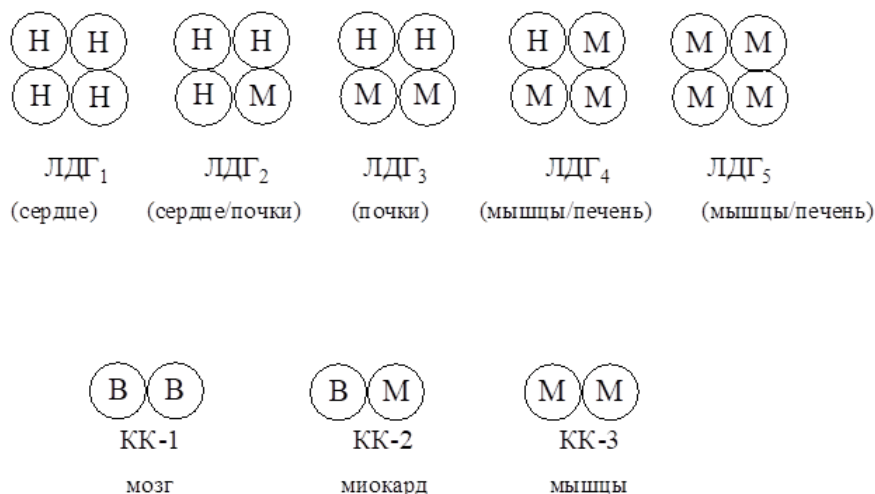 Н Н Н Н Н Н Н М М М
Н Н Н М М М М М М М
ЛДГ₁ ЛДГ₂ ЛДГ₃ ЛДГ₄ ЛДГ₅
(сердце) (сердце/почки) (почки) (мышцы/печень) (мышцы/печень)
В В В М М М
КК-1 КК-2 КК-3
мозг миокард мышцы